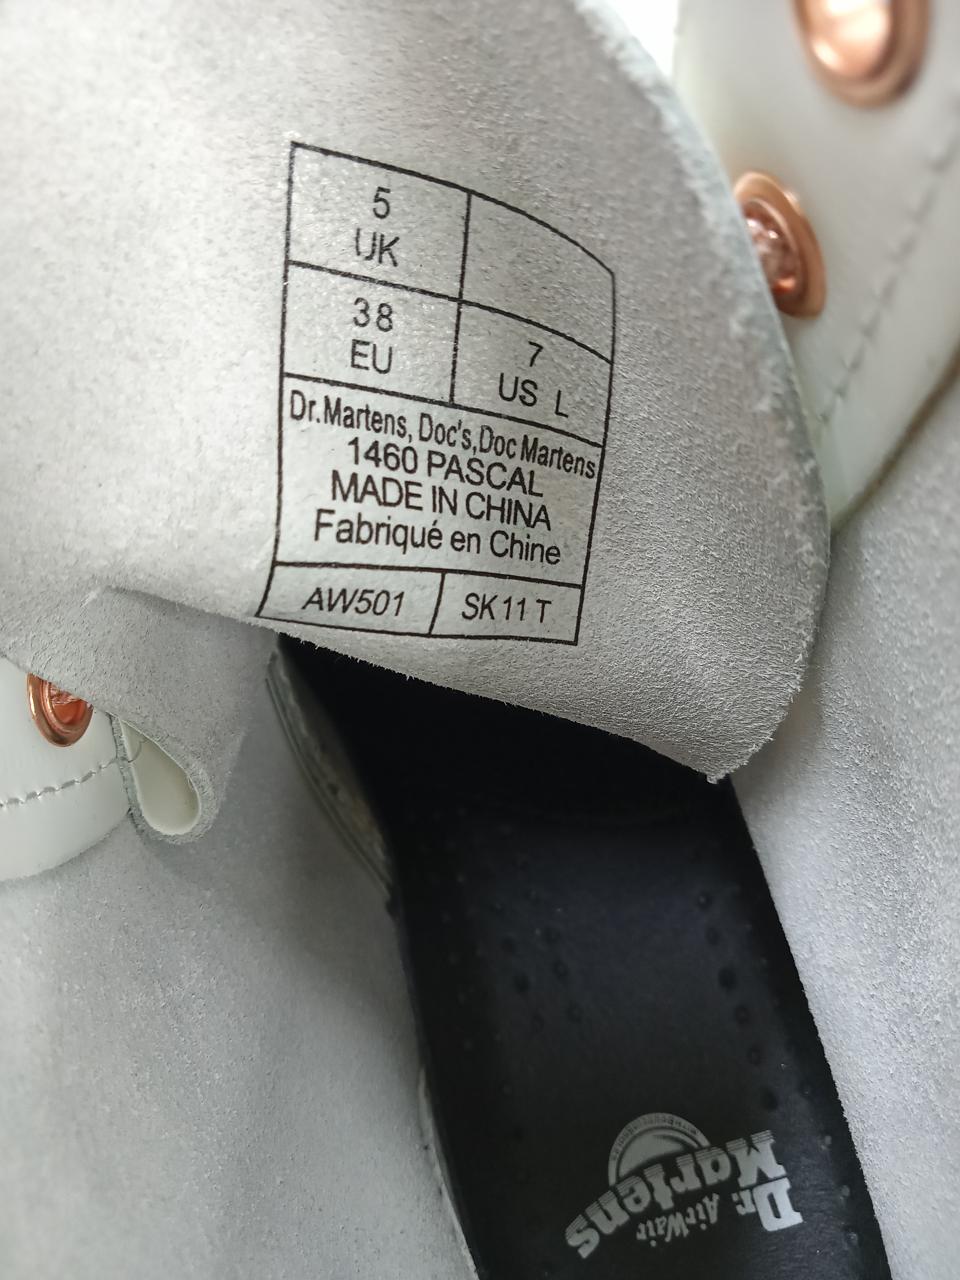 5
UK
38
EU
7
US L
Dr.Martens, Doc's,Doc Martens
1460 PASCAL
MADE IN CHINA
Fabriqué en Chine
AW501
SK11T
Dr.
Martens
AirWair